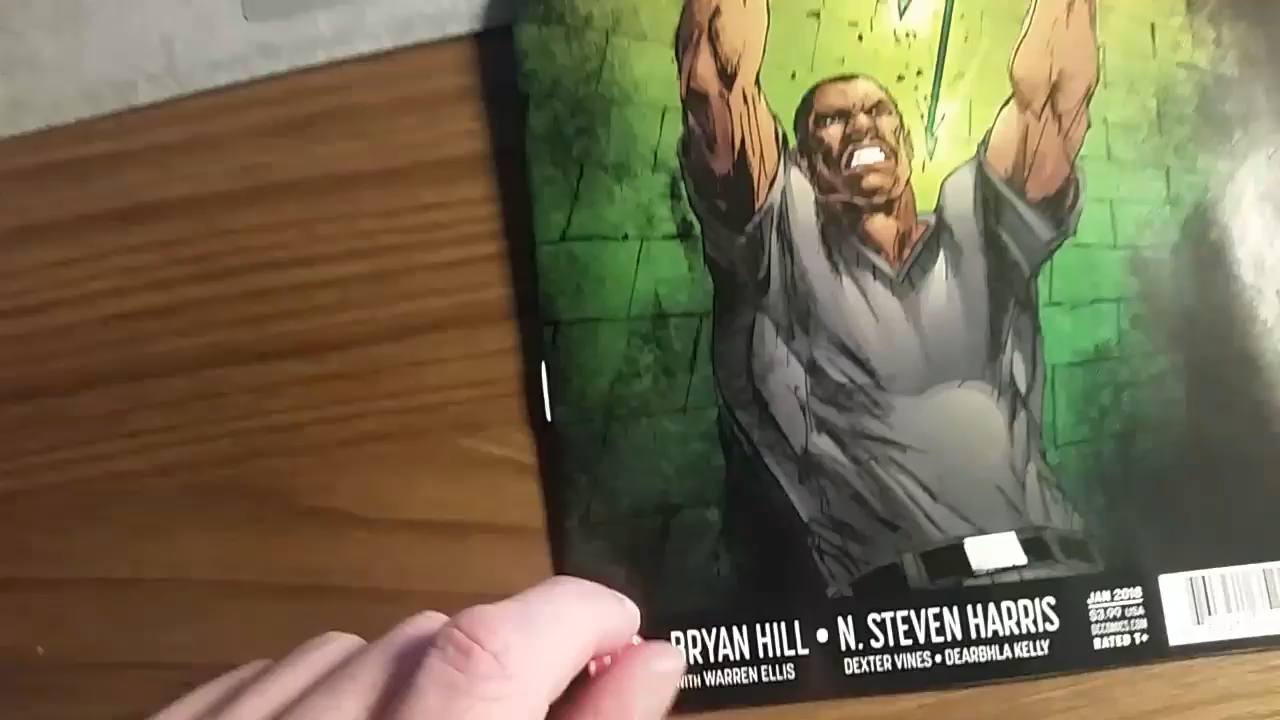 BRYAN HILL • N. STEVEN HARRIS
WITH WARREN ELLIS
DEXTER VINES • DEARBHLA KELLY
JAN 2018
$3.99 USA
DCCOMICS.COM
RATED T+